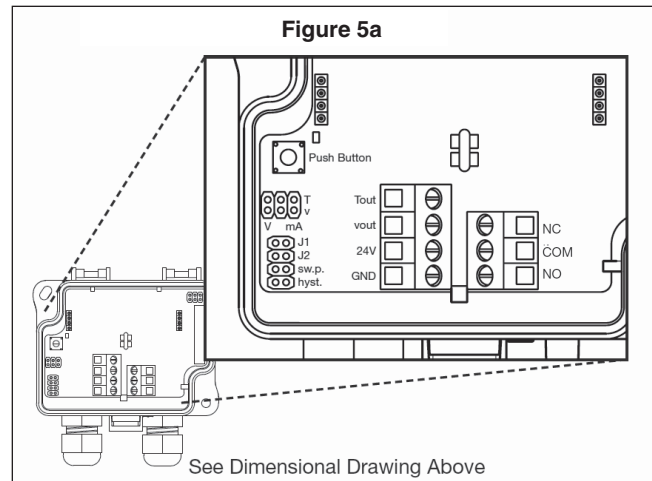 Figure 5a
Push Button
T
v
V mA
J1
J2
sw.p.
hyst.
Tout
vout
24V
GND
NC
COM
NO
See Dimensional Drawing Above